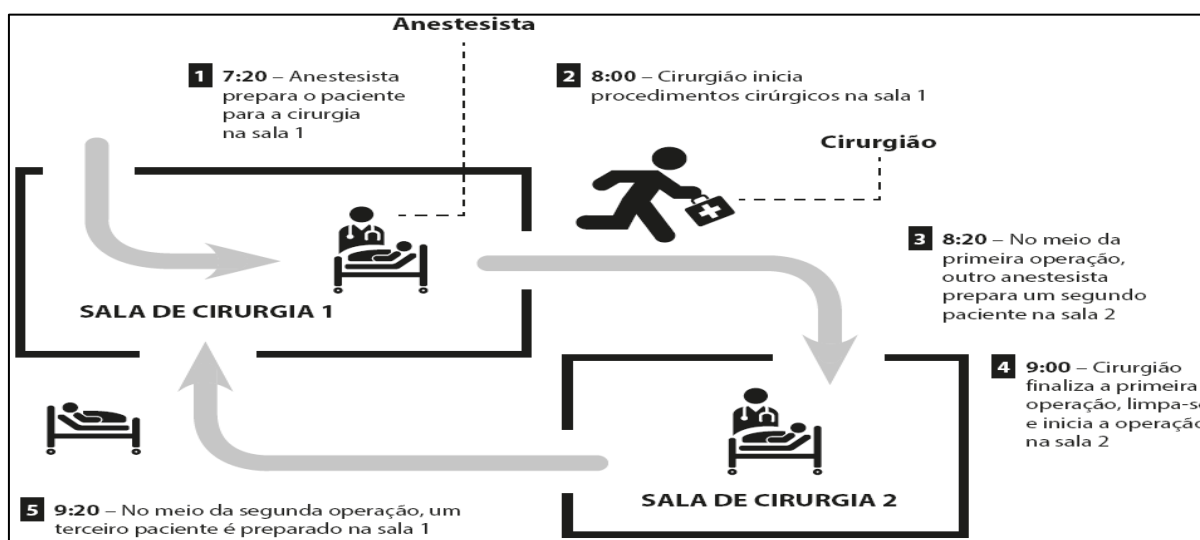 Anestesista
1 7:20 – Anestesista
prepara o paciente
para a cirurgia
na sala 1
2 8:00 – Cirurgião inicia
procedimentos cirúrgicos na sala 1
Cirurgião
3 8:20 – No meio da
primeira operação,
outro anestesista
prepara um segundo
paciente na sala 2
SALA DE CIRURGIA 1
4 9:00 – Cirurgião
finaliza a primeira
operação, limpa-se
e inicia a operação
na sala 2
SALA DE CIRURGIA 2
5 9:20 – No meio da segunda operação, um
terceiro paciente é preparado na sala 1